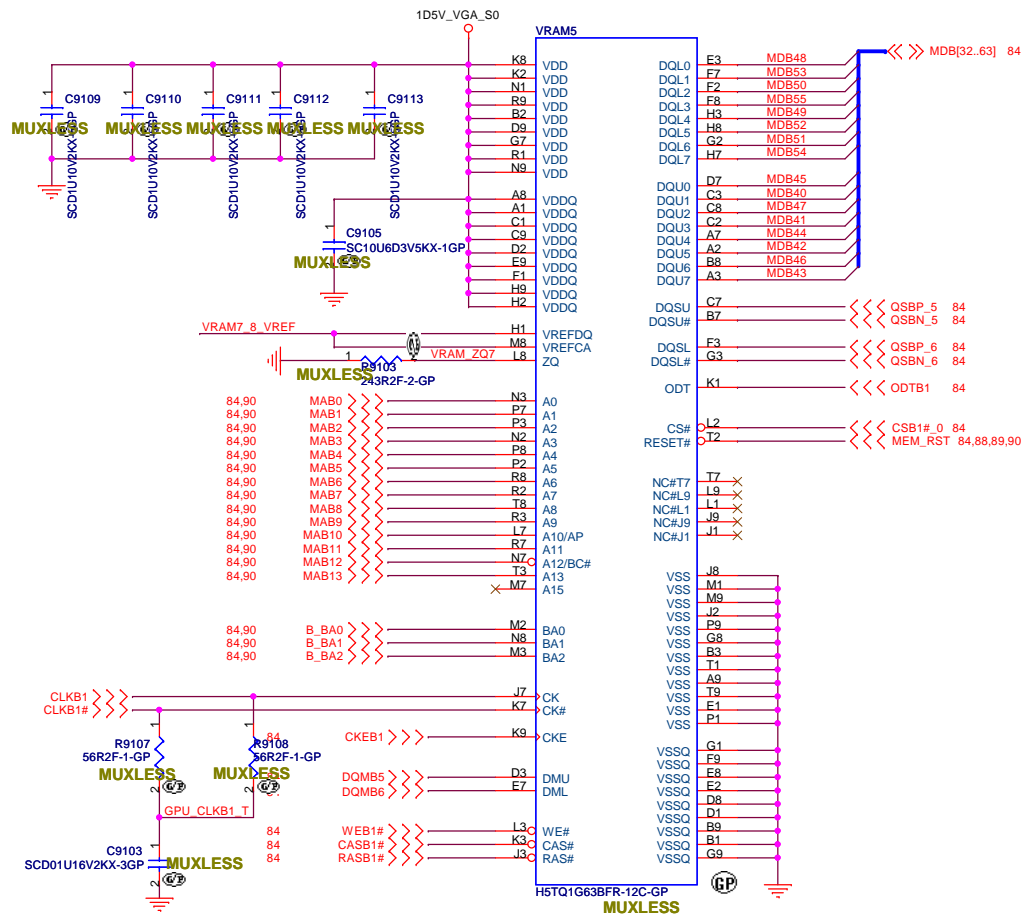 1D5V_VGA_S0
VRAM5
K8 VDD
K2 VDD
N1 VDD
R9 VDD
B2 VDD
D9 VDD
G7 VDD
R1 VDD
N9 VDD
A8 VDDQ
A1 VDDQ
C1 VDDQ
C9 VDDQ
D2 VDDQ
E9 VDDQ
F1 VDDQ
H9 VDDQ
H2 VDDQ
1 C9109 MUXLESS
1 C9110 MUXLESS
1 C9111 MUXLESS
1 C9112 MUXLESS
1 C9113 MUXLESS
1 C9105
SC10U6D3V5KX-1GP
MUXLESS
VRAM7_8_VREF
H1 VREFDQ
M8 VREFCA
1 2 VRAM_ZQ7 L8 ZQ
R9103
243R2F-2-GP
MUXLESS
84,90 MAB0 N3 A0
84,90 MAB1 P7 A1
84,90 MAB2 P3 A2
84,90 MAB3 N2 A3
84,90 MAB4 P8 A4
84,90 MAB5 P2 A5
84,90 MAB6 R8 A6
84,90 MAB7 R2 A7
84,90 MAB8 T8 A8
84,90 MAB9 R3 A9
84,90 MAB10 L7 A10/AP
84,90 MAB11 R7 A11
84,90 MAB12 N7 A12/BC#
84,90 MAB13 T3 A13
M7 A15
84,90 B_BA0 M2 BA0
84,90 B_BA1 N8 BA1
84,90 B_BA2 M3 BA2
CLKB1 J7 CK
CLKB1# K7 CK#
84 CKEB1 K9 CKE
1 R9107
56R2F-1-GP
MUXLESS
2 G/P
1 R9108
56R2F-1-GP
MUXLESS
2 G/P
GPU_CLKB1_T
DQMB5 D3 DMU
DQMB6 E7 DML
84 WEB1# L3 WE#
84 CASB1# K3 CAS#
84 RASB1# J3 RAS#
1 C9103
SCD01U16V2KX-3GP
MUXLESS
2 G/P
DQL0 E3 MDB48
DQL1 F7 MDB53
DQL2 F2 MDB50
DQL3 F8 MDB55
DQL4 H3 MDB49
DQL5 H8 MDB52
DQL6 G2 MDB51
DQL7 H7 MDB54
MDB[32..63] 84
DQU0 D7 MDB45
DQU1 C3 MDB40
DQU2 C8 MDB47
DQU3 C2 MDB41
DQU4 A7 MDB44
DQU5 A2 MDB42
DQU6 B8 MDB46
DQU7 A3 MDB43
DQSU C7 QSBP_5 84
DQSU# B7 QSBN_5 84
DQSL F3 QSBP_6 84
DQSL# G3 QSBN_6 84
ODT K1 ODTB1 84
CS# L2 CSB1#_0 84
RESET# T2 MEM_RST 84,88,89,90
NC#T7 T7
NC#L9 L9
NC#L1 L1
NC#J9 J9
NC#J1 J1
VSS J8
VSS M1
VSS M9
VSS J2
VSS P9
VSS G8
VSS B3
VSS T1
VSS A9
VSS T9
VSS E1
VSS P1
VSSQ G1
VSSQ F9
VSSQ E8
VSSQ E2
VSSQ D8
VSSQ D1
VSSQ B9
VSSQ B1
VSSQ G9
H5TQ1G63BFR-12C-GP
GP
MUXLESS